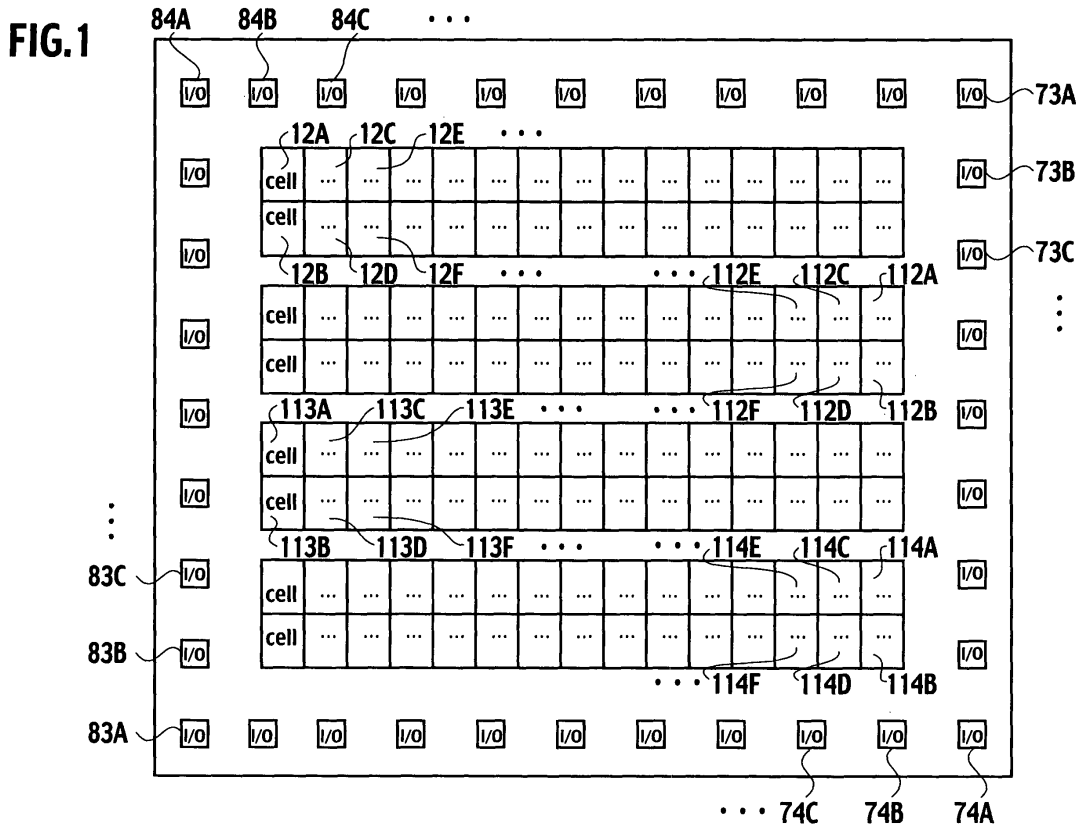 FIG.1
84A 84B 84C ...
I/O I/O I/O I/O I/O I/O I/O I/O I/O I/O I/O 73A
12A 12C 12E ...
I/O cell ... ... ... ... ... ... ... ... ... ... ... ... ... ... I/O 73B
cell ... ... ... ... ... ... ... ... ... ... ... ... ... ...
I/O I/O 73C
12B 12D 12F ... ... 112E 112C 112A
cell ... ... ... ... ... ... ... ... ... ... ... ... ... ...
I/O I/O
cell ... ... ... ... ... ... ... ... ... ... ... ... ... ...
I/O 113A 113C 113E ... ... 112F 112D 112B I/O
cell ... ... ... ... ... ... ... ... ... ... ... ... ... ...
I/O cell ... ... ... ... ... ... ... ... ... ... ... ... ... ... I/O
113B 113D 113F ... ... 114E 114C 114A
83C I/O I/O
cell ... ... ... ... ... ... ... ... ... ... ... ... ... ...
cell ... ... ... ... ... ... ... ... ... ... ... ... ... ...
83B I/O I/O
... 114F 114D 114B
83A I/O I/O I/O I/O I/O I/O I/O I/O I/O I/O I/O
... 74C 74B 74A